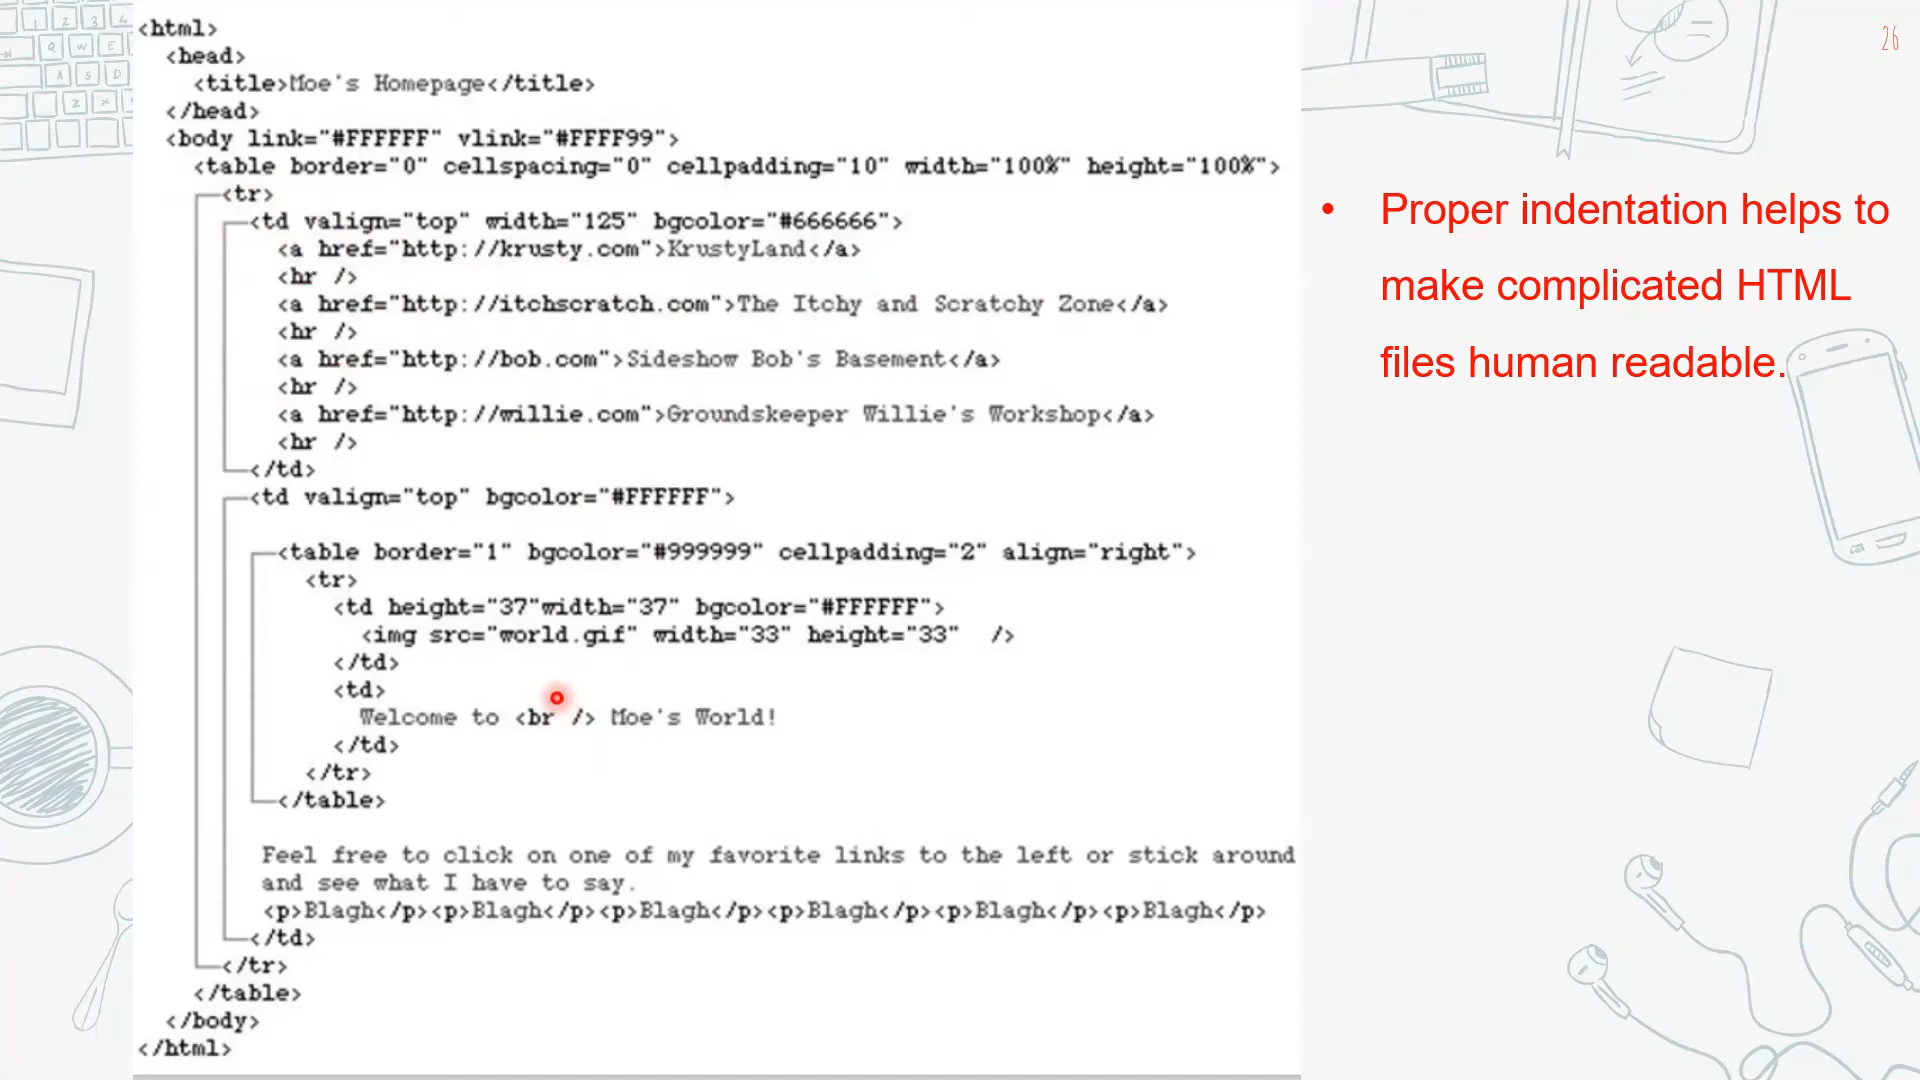 <html>
<head>
<title>Moe's Homepage</title>
</head>
<body link="#FFFFFF" vlink="#FFFF99">
<table border="0" cellspacing="0" cellpadding="10" width="100%" height="100%">
<tr>
<td valign="top" width="125" bgcolor="#666666">
<a href="http://krusty.com">KrustyLand</a>
<hr />
<a href="http://itchscratch.com">The Itchy and Scratchy Zone</a>
<hr />
<a href="http://bob.com">Sideshow Bob's Basement</a>
<hr />
<a href="http://willie.com">Groundskeeper Willie's Workshop</a>
<hr />
</td>
<td valign="top" bgcolor="#FFFFFF">
<table border="1" bgcolor="#999999" cellpadding="2" align="right">
<tr>
<td height="37"width="37" bgcolor="#FFFFFF">
<img src="world.gif" width="33" height="33" />
</td>
<td>
Welcome to <br /> Moe's World!
</td>
</tr>
</table>
Feel free to click on one of my favorite links to the left or stick around
and see what I have to say.
<p>Blagh</p><p>Blagh</p><p>Blagh</p><p>Blagh</p><p>Blagh</p><p>Blagh</p>
</td>
</tr>
</table>
</body>
</html>
26
• Proper indentation helps to
make complicated HTML
files human readable.
1 2 3 4
Q W E
A S D
Z X